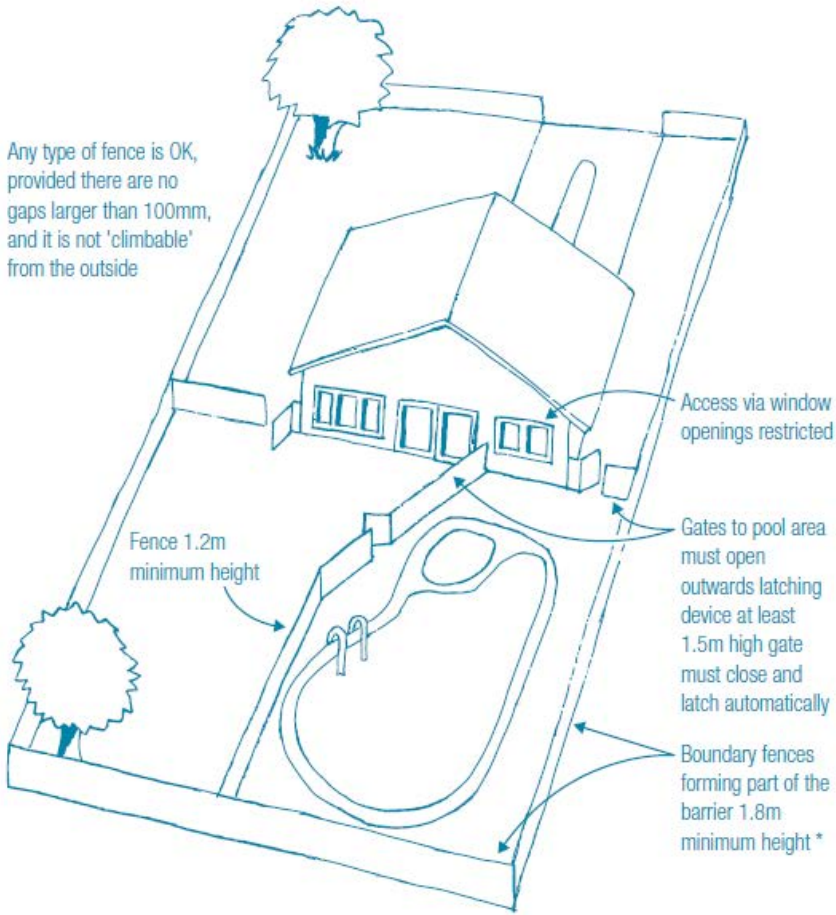 Any type of fence is OK,
provided there are no
gaps larger than 100mm,
and it is not 'climbable'
from the outside
Access via window
openings restricted
Fence 1.2m
minimum height
Gates to pool area
must open
outwards latching
device at least
1.5m high gate
must close and
latch automatically
Boundary fences
forming part of the
barrier 1.8m
minimum height *